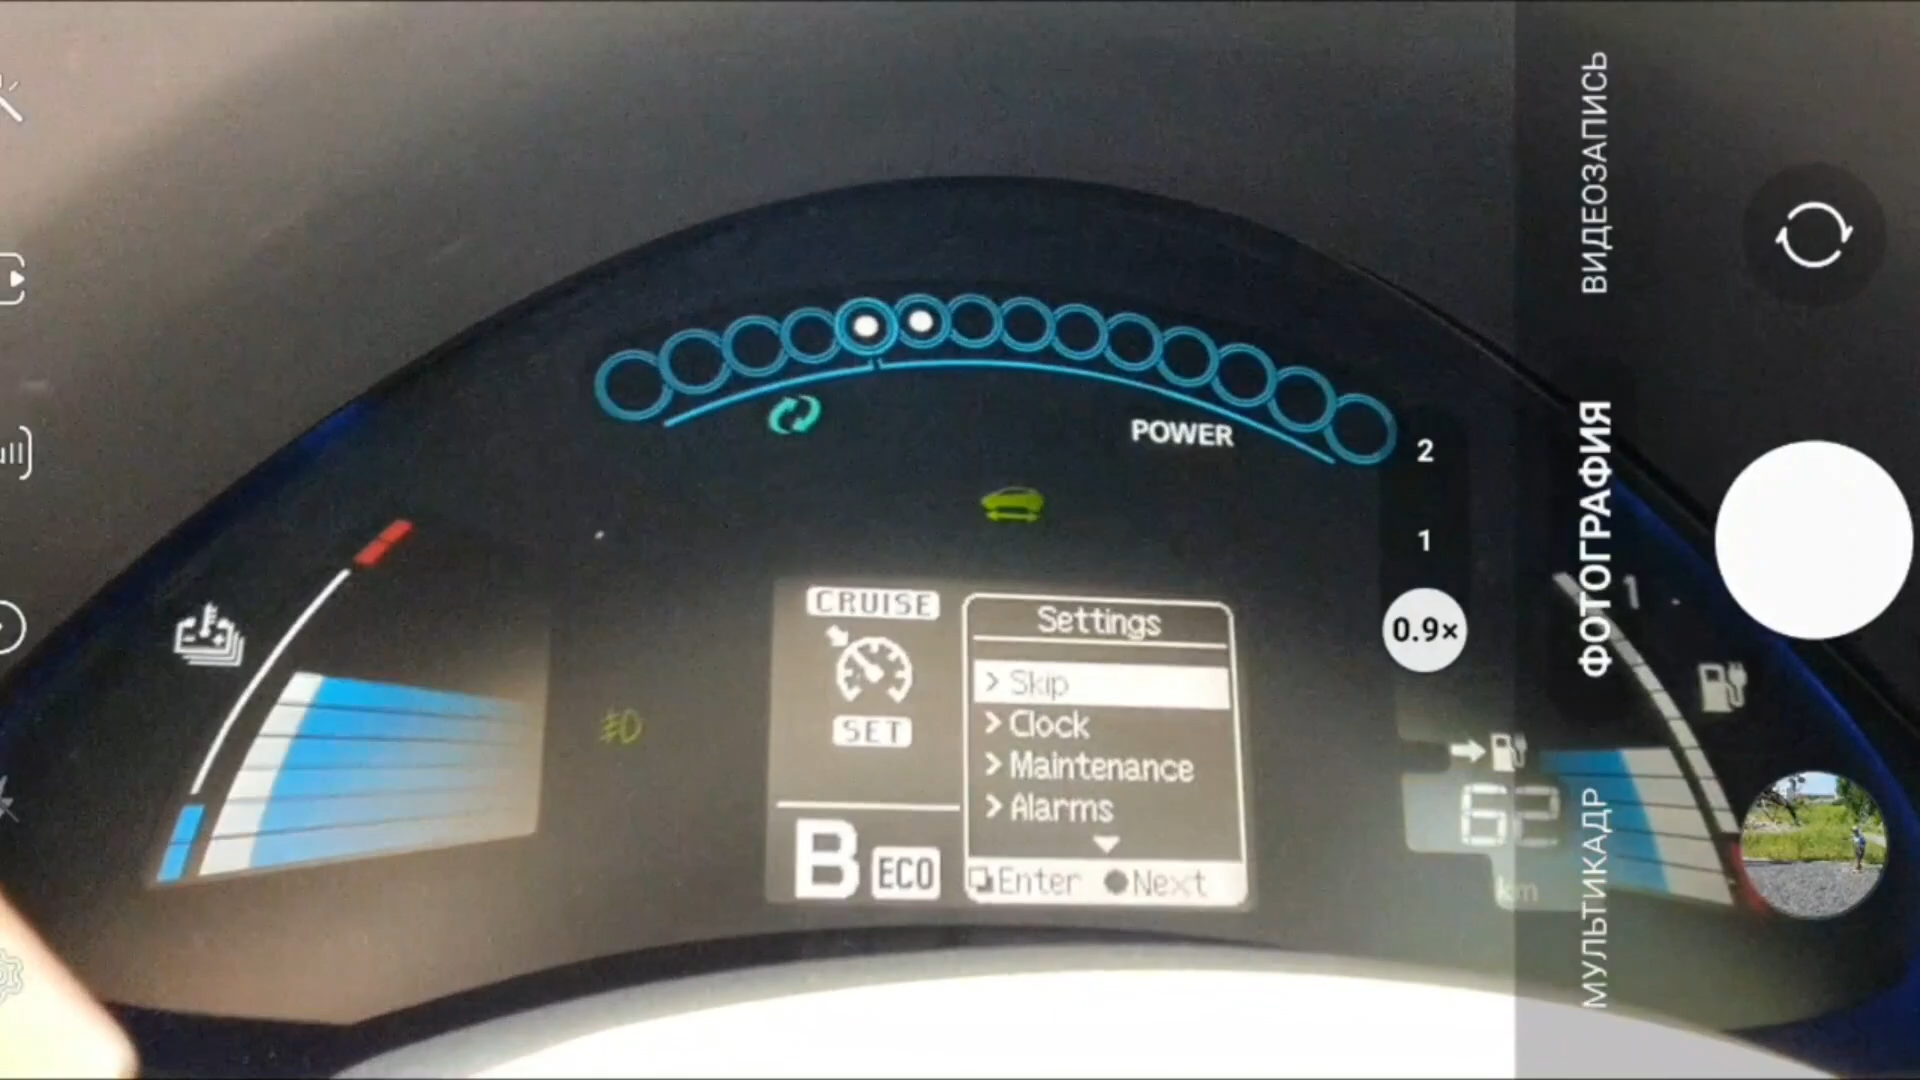 POWER
CRUISE
SET
B
ECO
Settings
> Skip
> Clock
> Maintenance
> Alarms
Enter
Next
62
km
1
2
1
0.9×
ВИДЕОЗАПИСЬ
ФОТОГРАФИЯ
МУЛЬТИКАДР